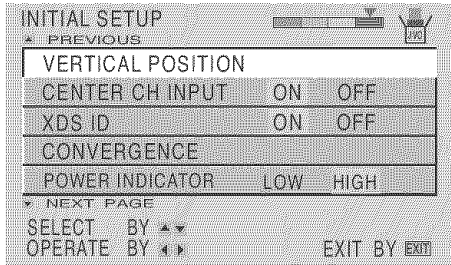 INITIAL SETUP
JVC
▲ PREVIOUS
VERTICAL POSITION
CENTER CH INPUT ON OFF
XDS ID ON OFF
CONVERGENCE
POWER INDICATOR LOW HIGH
▼ NEXT PAGE
SELECT BY ▲▼
OPERATE BY ◀▶ EXIT BY EXIT